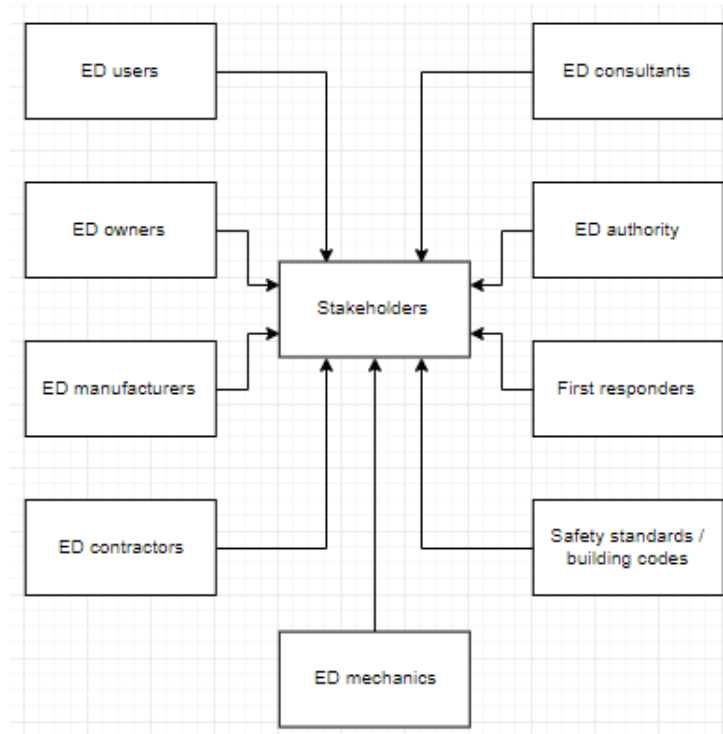 ED users
ED consultants
ED owners
ED authority
Stakeholders
ED manufacturers
First responders
ED contractors
Safety standards /
building codes
ED mechanics